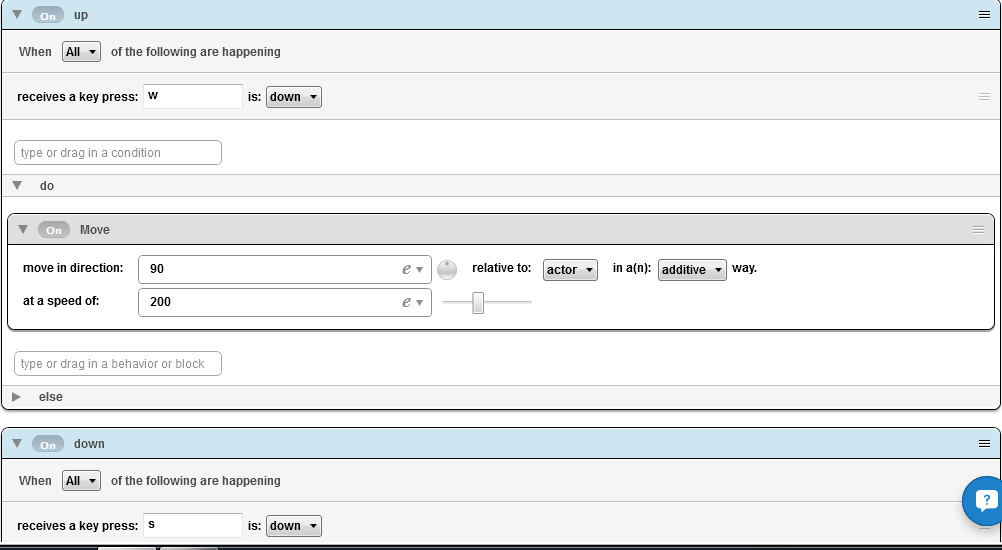 On up
When All of the following are happening
receives a key press: w is: down
type or drag in a condition
do
On Move
move in direction: 90 e relative to: actor in a(n): additive way.
at a speed of: 200 e
type or drag in a behavior or block
else
On down
When All of the following are happening
?
receives a key press: s is: down